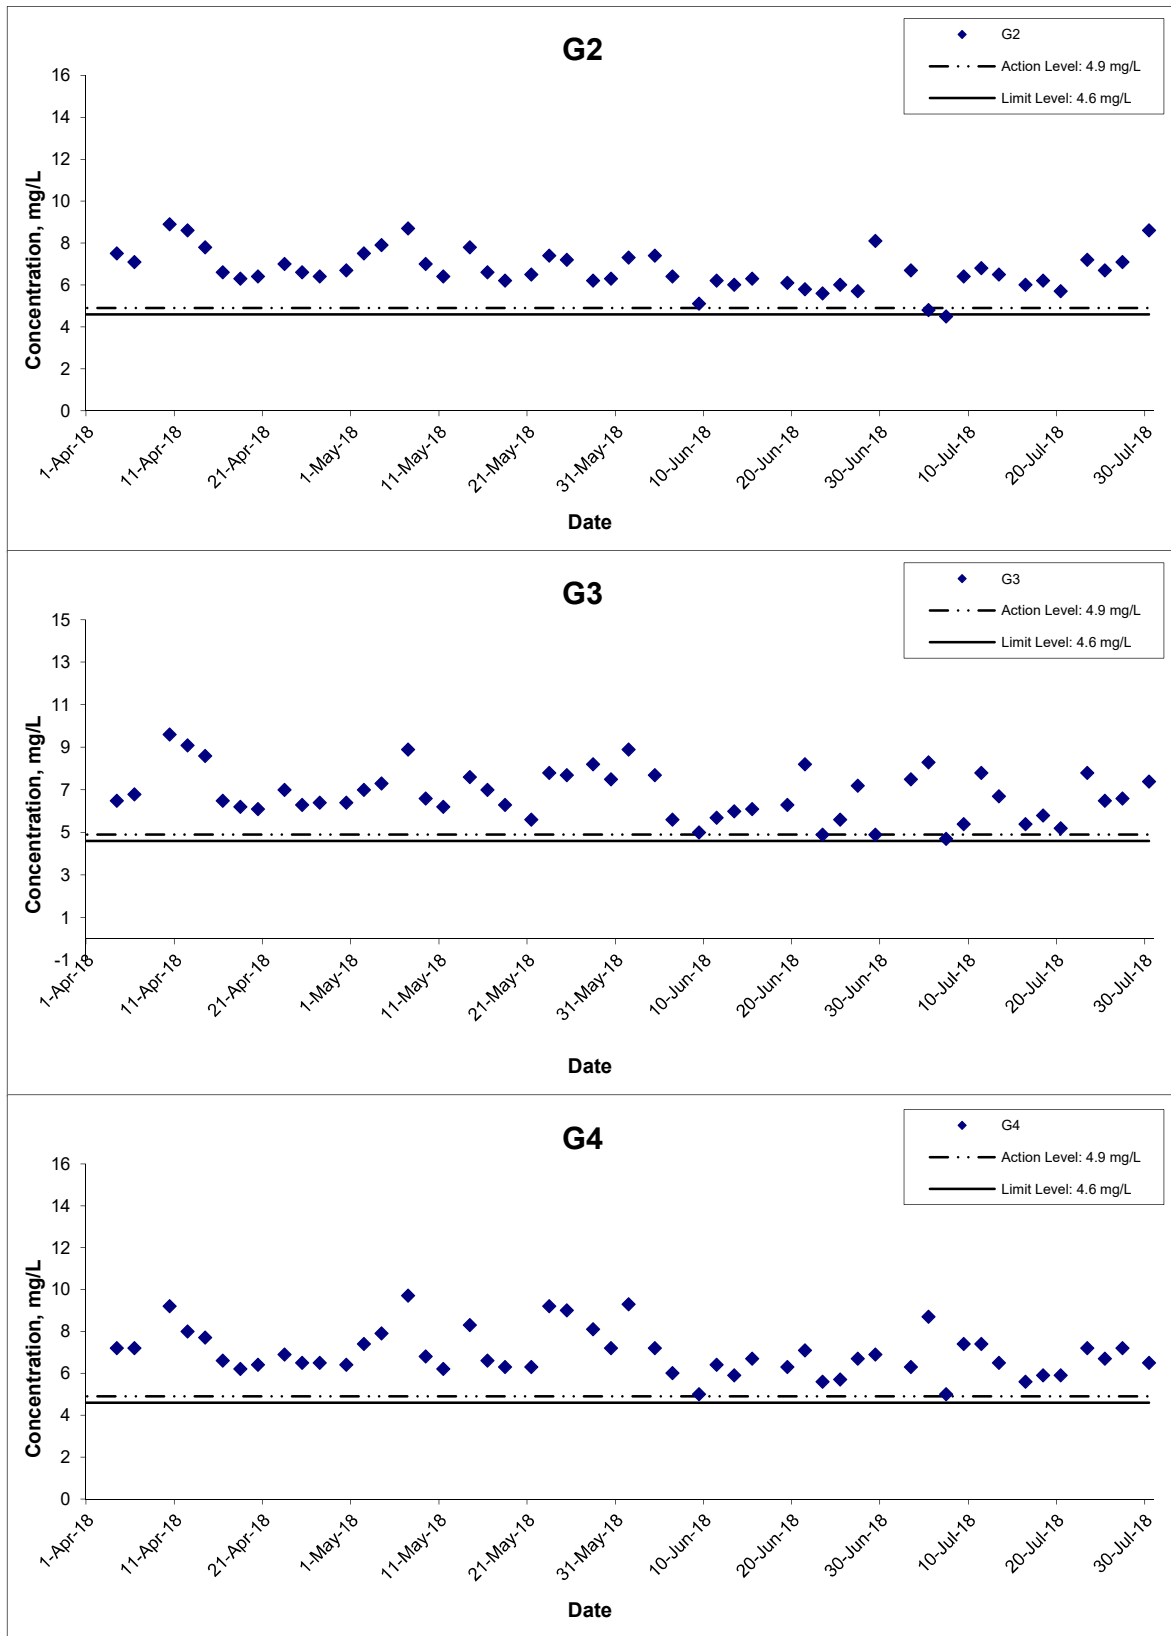 G2
G2
Action Level: 4.9 mg/L
Limit Level: 4.6 mg/L
Concentration, mg/L
16
14
12
10
8
6
4
2
0
1-Apr-18
11-Apr-18
21-Apr-18
1-May-18
11-May-18
21-May-18
31-May-18
10-Jun-18
20-Jun-18
30-Jun-18
10-Jul-18
20-Jul-18
30-Jul-18
Date
G3
G3
Action Level: 4.9 mg/L
Limit Level: 4.6 mg/L
Concentration, mg/L
15
13
11
9
7
5
3
1
-1
1-Apr-18
11-Apr-18
21-Apr-18
1-May-18
11-May-18
21-May-18
31-May-18
10-Jun-18
20-Jun-18
30-Jun-18
10-Jul-18
20-Jul-18
30-Jul-18
Date
G4
G4
Action Level: 4.9 mg/L
Limit Level: 4.6 mg/L
Concentration, mg/L
16
14
12
10
8
6
4
2
0
1-Apr-18
11-Apr-18
21-Apr-18
1-May-18
11-May-18
21-May-18
31-May-18
10-Jun-18
20-Jun-18
30-Jun-18
10-Jul-18
20-Jul-18
30-Jul-18
Date